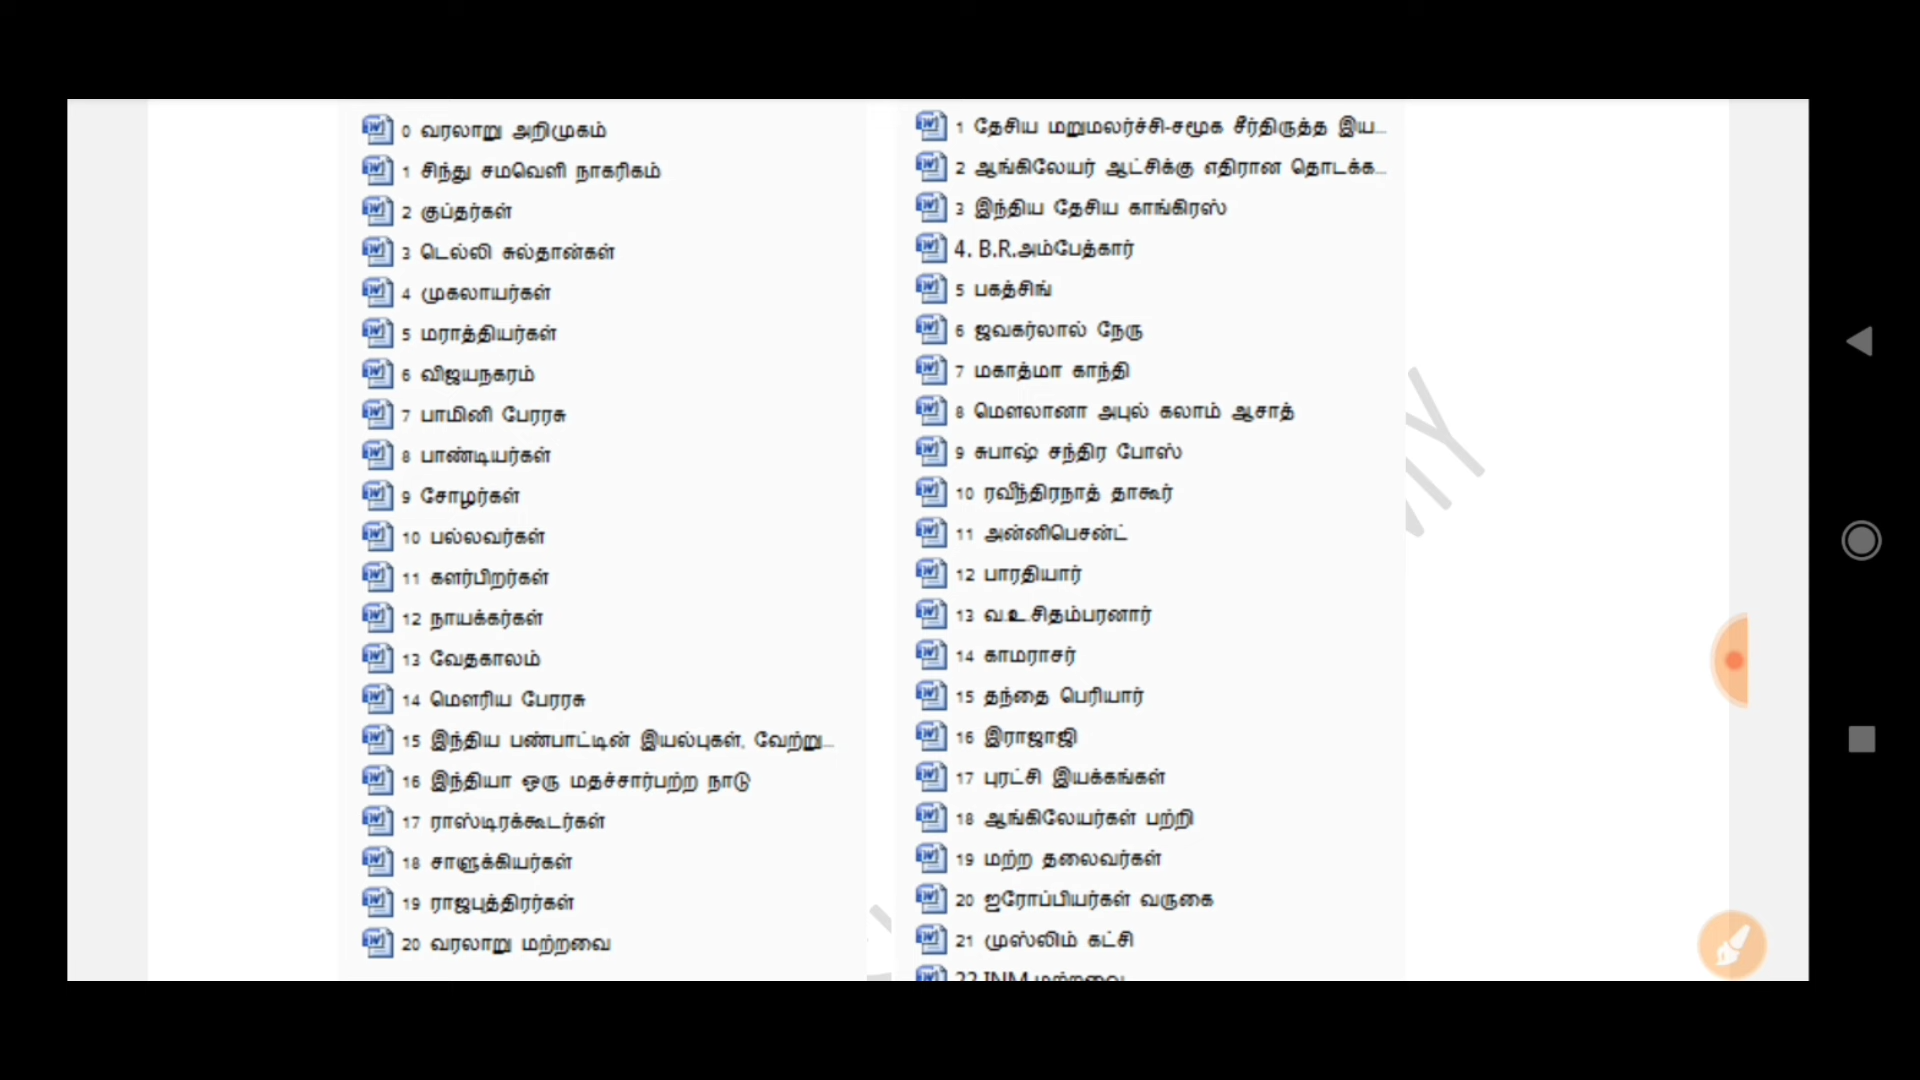 0 வரலாறு அறிமுகம்
1 சிந்து சமவெளி நாகரிகம்
2 குப்தர்கள்
3 டெல்லி சுல்தான்கள்
4 முகலாயர்கள்
5 மராத்தியர்கள்
6 விஜயநகரம்
7 பாமினி பேரரசு
8 பாண்டியர்கள்
9 சோழர்கள்
10 பல்லவர்கள்
11 களர்பிறர்கள்
12 நாயக்கர்கள்
13 வேதகாலம்
14 மௌரிய பேரரசு
15 இந்திய பண்பாட்டின் இயல்புகள், வேற்று...
16 இந்தியா ஒரு மதச்சார்பற்ற நாடு
17 ராஸ்டிரக்கூடர்கள்
18 சாளுக்கியர்கள்
19 ராஜபுத்திரர்கள்
20 வரலாறு மற்றவை
1 தேசிய மறுமலர்ச்சி-சமூக சீர்திருத்த இய...
2 ஆங்கிலேயர் ஆட்சிக்கு எதிரான தொடக்க...
3 இந்திய தேசிய காங்கிரஸ்
4. B.R.அம்பேத்கார்
5 பகத்சிங்
6 ஜவகர்லால் நேரு
7 மகாத்மா காந்தி
8 மௌலானா அபுல் கலாம் ஆசாத்
9 சுபாஷ் சந்திர போஸ்
10 ரவீந்திரநாத் தாகூர்
11 அன்னிபெசன்ட்
12 பாரதியார்
13 வ.உ.சிதம்பரனார்
14 காமராசர்
15 தந்தை பெரியார்
16 இராஜாஜி
17 புரட்சி இயக்கங்கள்
18 ஆங்கிலேயர்கள் பற்றி
19 மற்ற தலைவர்கள்
20 ஐரோப்பியர்கள் வருகை
21 முஸ்லிம் கட்சி
22 INM மற்றவை